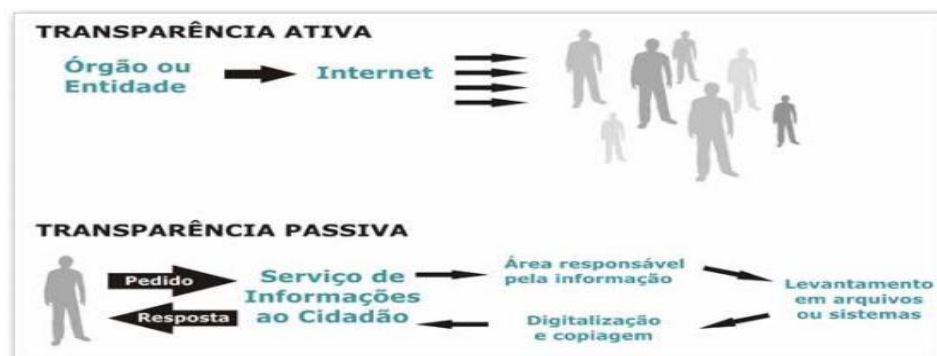 TRANSPARÊNCIA ATIVA
Órgão ou
Entidade
Internet
TRANSPARÊNCIA PASSIVA
Pedido
Resposta
Serviço de
Informações
ao Cidadão
Área responsável
pela informação
Levantamento
em arquivos
ou sistemas
Digitalização
e copiagem